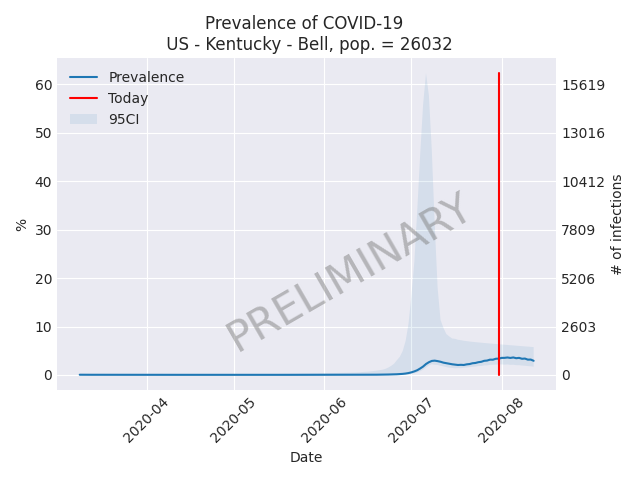 Prevalence of COVID-19
US - Kentucky - Bell, pop. = 26032
Prevalence
Today
95CI
60
50
40
30
20
10
0
%
15619
13016
10412
7809
5206
2603
0
# of infections
PRELIMINARY
2020-04
2020-05
2020-06
2020-07
2020-08
Date